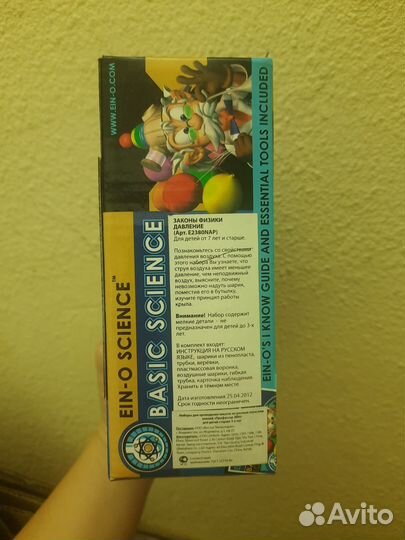 WWW.EIN-O.COM
EIN-O SCIENCE™
BASIC SCIENCE
EIN-O'S I KNOW GUIDE AND ESSENTIAL TOOLS INCLUDED
ЗАКОНЫ ФИЗИКИ
ДАВЛЕНИЕ
(Арт. E2380NAP)
Для детей от 7 лет и старше.
Познакомьтесь со свойствами
давления воздуха. С помощью
этого набора Вы узнаете, что
струя воздуха имеет меньшее
давление, чем неподвижный
воздух, выясните, почему
невозможно надуть шарик,
поместив его в бутылку,
изучите принцип работы
крыла.
Внимание! Набор содержит
мелкие детали – не
предназначен для детей до 3-х
лет.
В комплект входят:
ИНСТРУКЦИЯ НА РУССКОМ
ЯЗЫКЕ, шарики из пенопласта,
трубки, верёвки,
пластмассовая воронка,
воздушные шарики, гибкая
трубка, карточка наблюдения
Хранить в тёмном месте
Дата изготовления 25.04.2012
Срок годности неограничен.
Avito